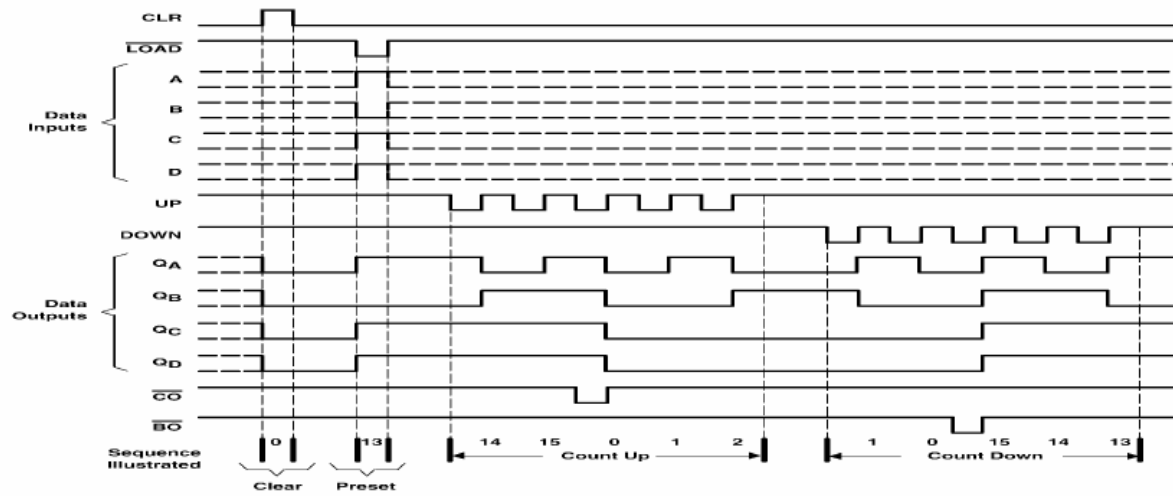 CLR
LOAD
A
B
Data Inputs
C
D
UP
DOWN
QA
QB
Data Outputs
QC
QD
CO
BO
Sequence Illustrated
0 13 14 15 0 1 2 1 0 15 14 13
Count Up Count Down
Clear Preset